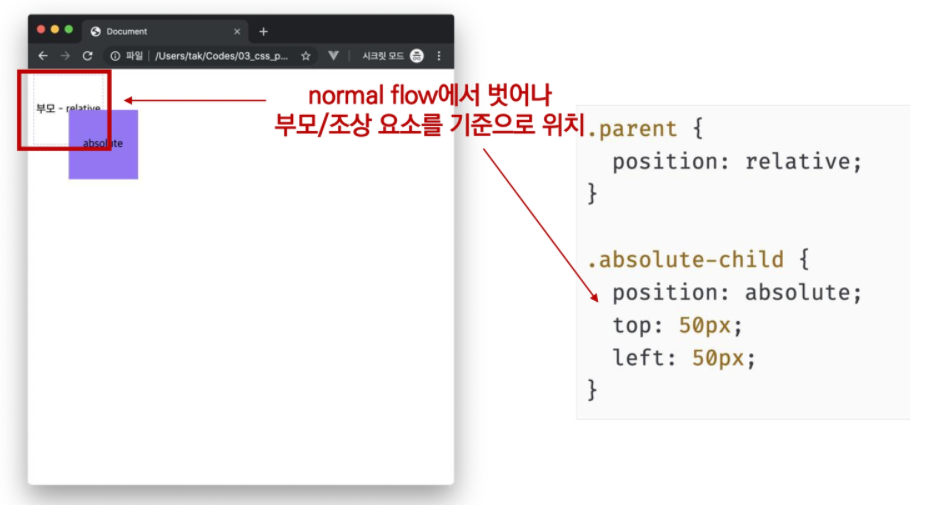 Document
파일 /Users/tak/Codes/03_css_p... 시크릿 모드
부모 - relative
absolute
normal flow에서 벗어나
부모/조상 요소를 기준으로 위치
.parent {
  position: relative;
}
.absolute-child {
  position: absolute;
  top: 50px;
  left: 50px;
}